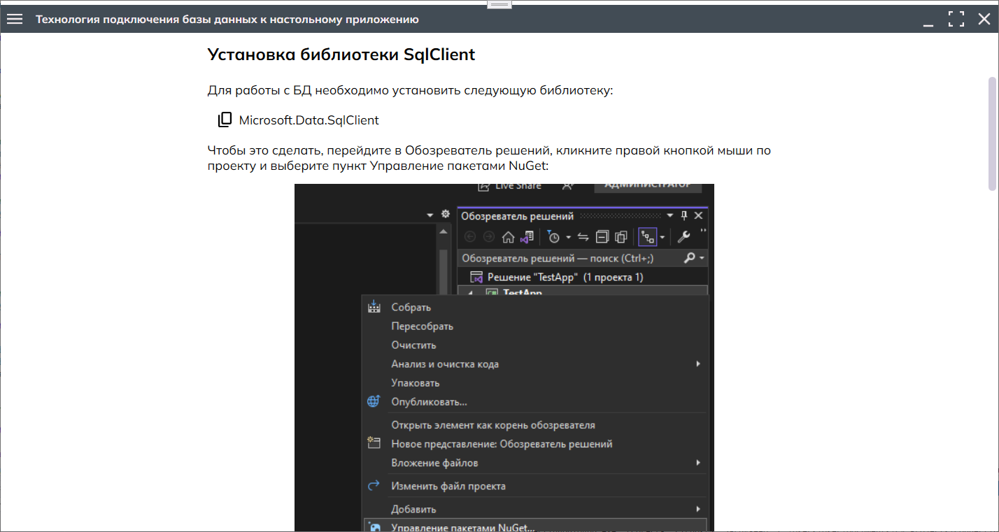 Технология подключения базы данных к настольному приложению
Установка библиотеки SqlClient
Для работы с БД необходимо установить следующую библиотеку:
Microsoft.Data.SqlClient
Чтобы это сделать, перейдите в Обозреватель решений, кликните правой кнопкой мыши по
проекту и выберите пункт Управление пакетами NuGet:
Live Share
АДМИНИСТРАТОР
Обозреватель решений
Обозреватель решений — поиск (Ctrl+;)
Решение "TestApp" (1 проекта 1)
C# TestApp
Собрать
Пересобрать
Очистить
Анализ и очистка кода
Упаковать
Опубликовать...
Открыть элемент как корень обозревателя
Новое представление: Обозреватель решений
Вложение файлов
Изменить файл проекта
Добавить
Управление пакетами NuGet...